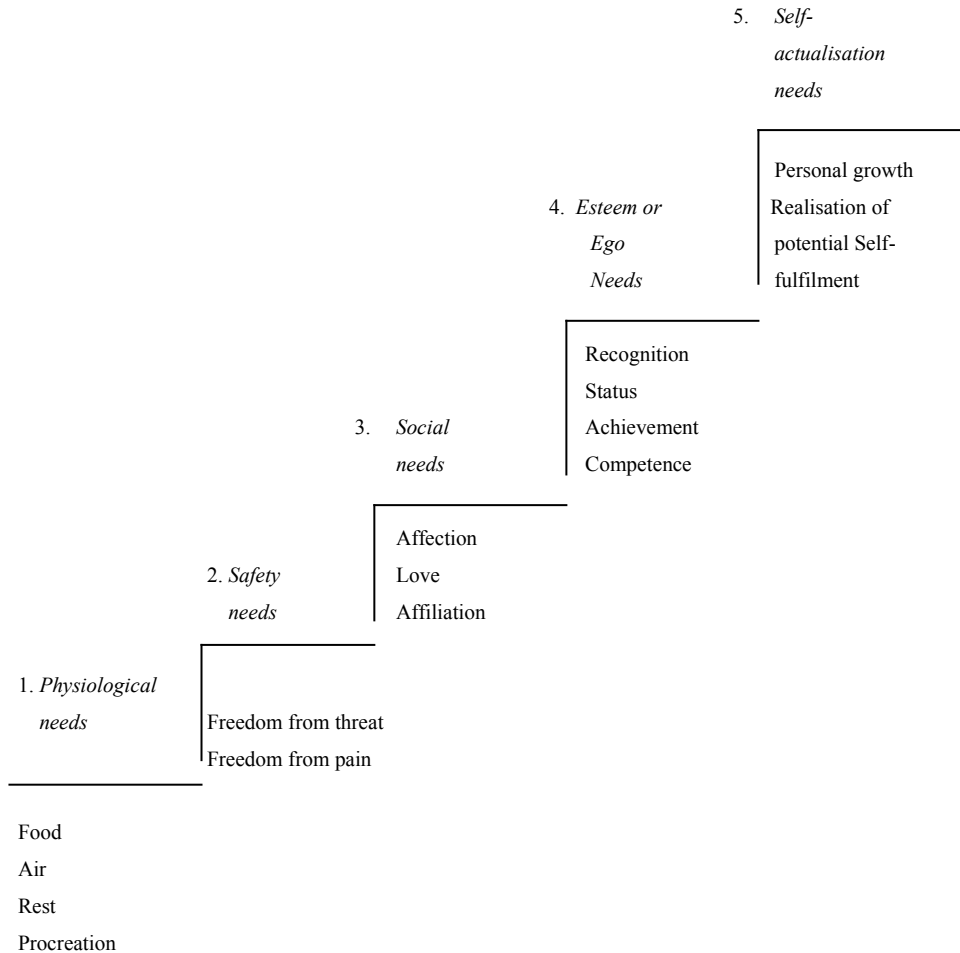 5. Self-
actualisation
needs
Personal growth
Realisation of
potential Self-
fulfilment
4. Esteem or
Ego
Needs
Recognition
Status
Achievement
Competence
3. Social
needs
Affection
Love
Affiliation
2. Safety
needs
Freedom from threat
Freedom from pain
1. Physiological
needs
Food
Air
Rest
Procreation